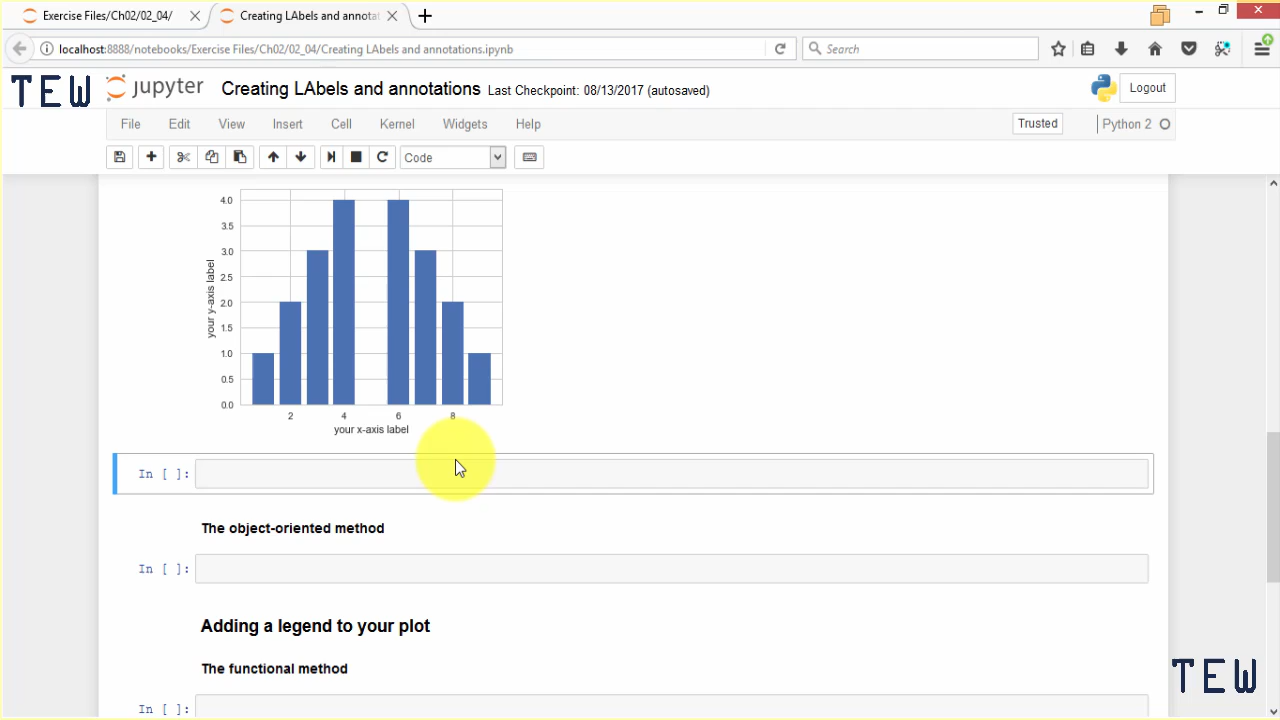 Exercise Files/Ch02/02_04/
Creating LAbels and annotat
localhost:8888/notebooks/Exercise Files/Ch02/02_04/Creating LAbels and annotations.ipynb
Search
TEW
jupyter
Creating LAbels and annotations
Last Checkpoint: 08/13/2017 (autosaved)
Logout
File Edit View Insert Cell Kernel Widgets Help
Trusted
Python 2
Code
4.0
3.5
3.0
2.5
2.0
1.5
1.0
0.5
0.0
your y-axis label
2 4 6 8
your x-axis label
In [ ]:
The object-oriented method
In [ ]:
Adding a legend to your plot
The functional method
In [ ]:
TEW